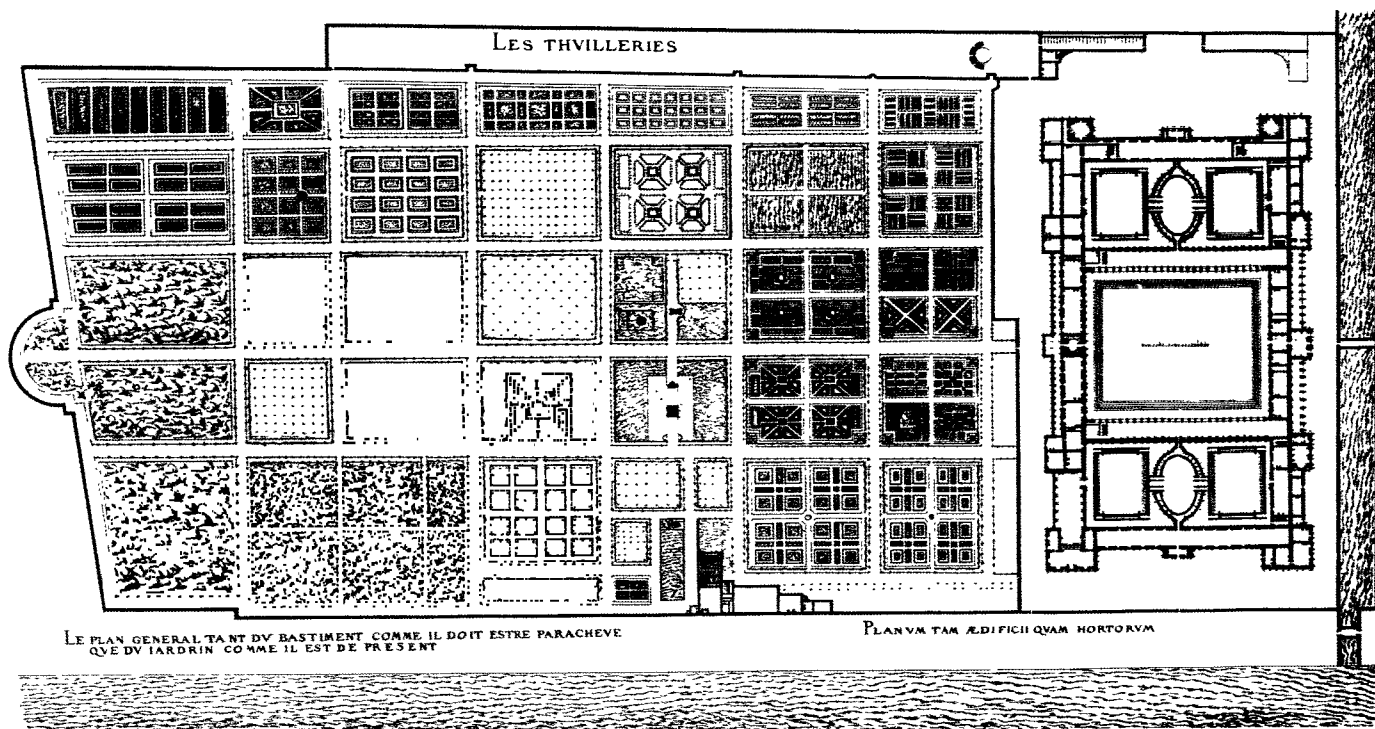 LES THVILLERIES
LE PLAN GENERAL TANT DV BASTIMENT COMME IL DOIT ESTRE PARACHEVE
QVE DV IARDRIN COMME IL EST DE PRESENT
PLANVM TAM ÆDIFICII QVAM HORTORVM